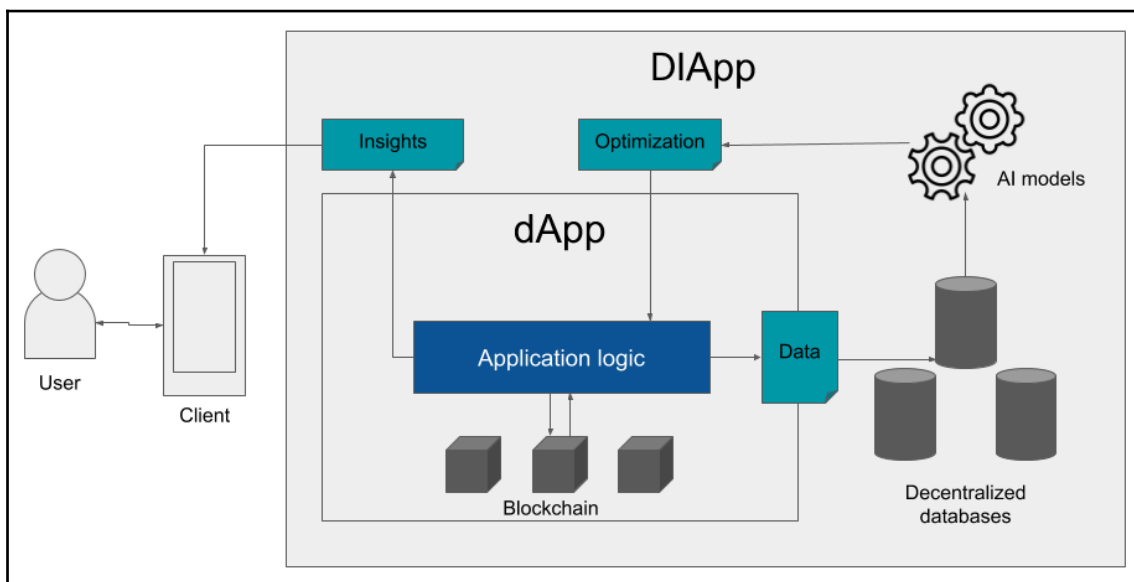 DIApp
Insights
Optimization
AI models
dApp
Application logic
Data
User
Client
Blockchain
Decentralized
databases